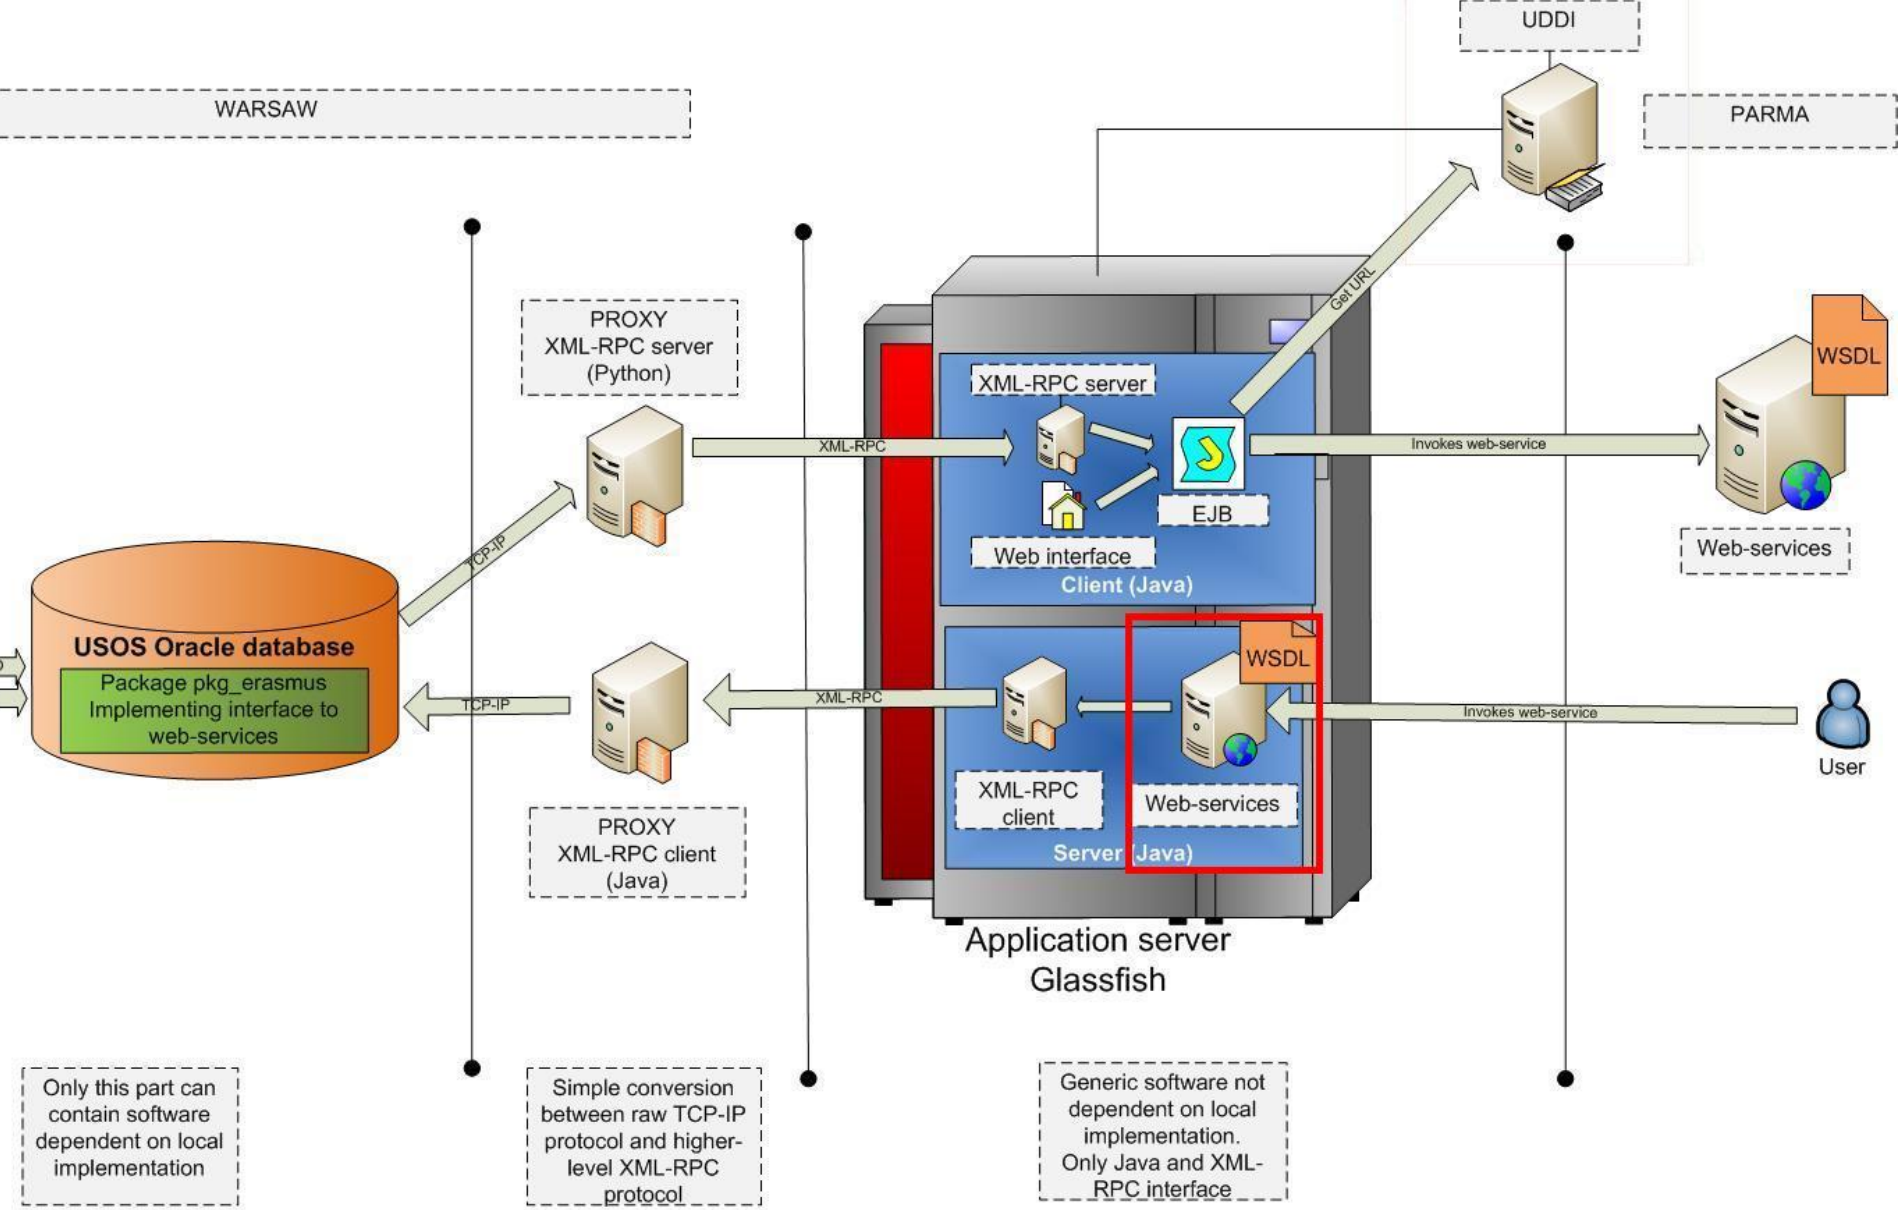 UDDI
WARSAW
PARMA
PROXY
XML-RPC server
(Python)
Get URL
WSDL
XML-RPC server
XML-RPC
Invokes web-service
EJB
Web interface
Client (Java)
Web-services
TCP-IP
USOS Oracle database
Package pkg_erasmus
Implementing interface to
web-services
TCP-IP
XML-RPC
WSDL
Invokes web-service
User
XML-RPC
client
Web-services
Server (Java)
PROXY
XML-RPC client
(Java)
Application server
Glassfish
Only this part can
contain software
dependent on local
implementation
Simple conversion
between raw TCP-IP
protocol and higher-
level XML-RPC
protocol
Generic software not
dependent on local
implementation.
Only Java and XML-
RPC interface